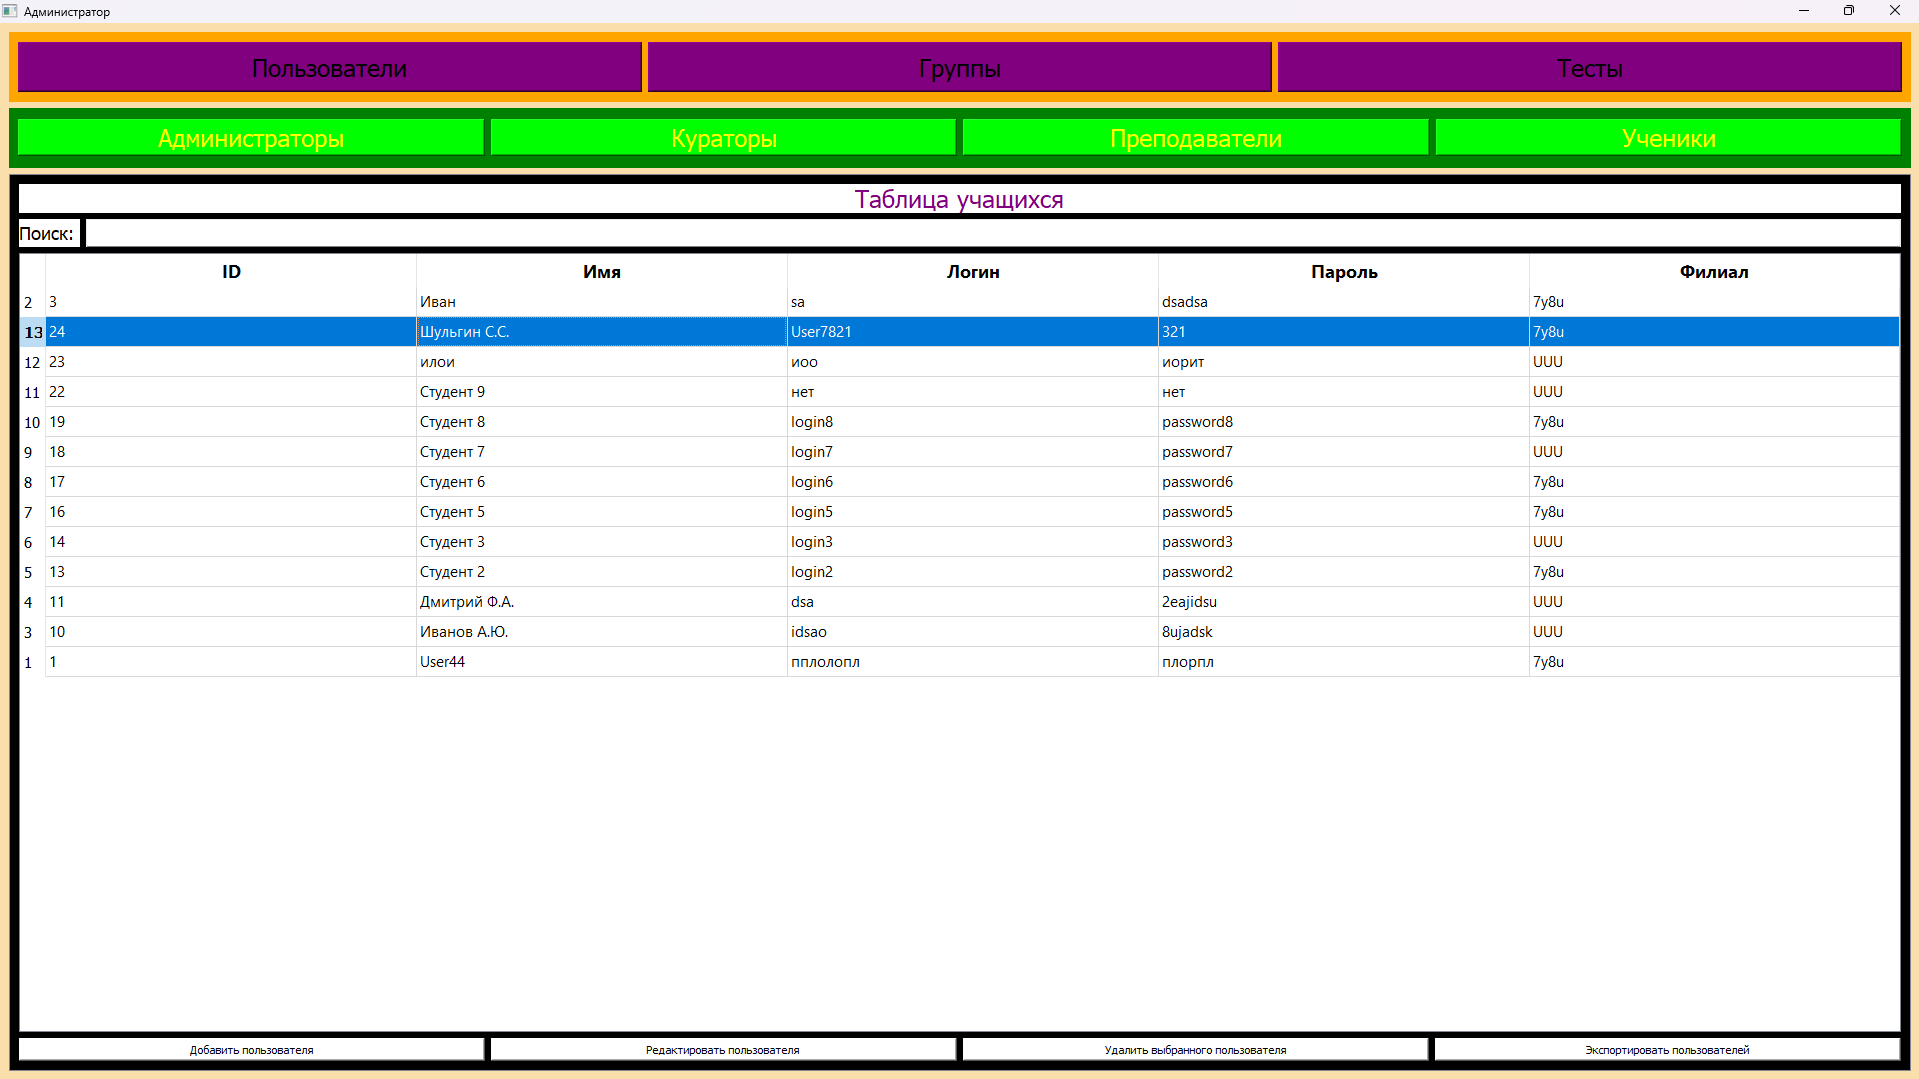 Администратор
Пользователи Группы Тесты
Администраторы Кураторы Преподаватели Ученики
Таблица учащихся
Поиск:
ID Имя Логин Пароль Филиал
2 3 Иван sa dsadsa 7y8u
13 24 Шульгин С.С. User7821 321 7y8u
12 23 илои иоо иорит UUU
11 22 Студент 9 нет нет UUU
10 19 Студент 8 login8 password8 7y8u
9 18 Студент 7 login7 password7 UUU
8 17 Студент 6 login6 password6 7y8u
7 16 Студент 5 login5 password5 7y8u
6 14 Студент 3 login3 password3 UUU
5 13 Студент 2 login2 password2 7y8u
4 11 Дмитрий Ф.А. dsa 2eajidsu UUU
3 10 Иванов А.Ю. idsao 8ujadsk UUU
1 1 User44 пплолопл плорпл 7y8u
Добавить пользователя Редактировать пользователя Удалить выбранного пользователя Экспортировать пользователей